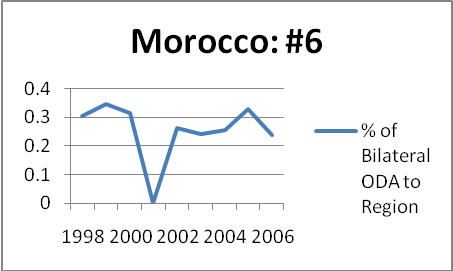 Morocco: #6
0.4
0.3
0.2
0.1
0
1998 2000 2002 2004 2006
% of
Bilateral
ODA to
Region